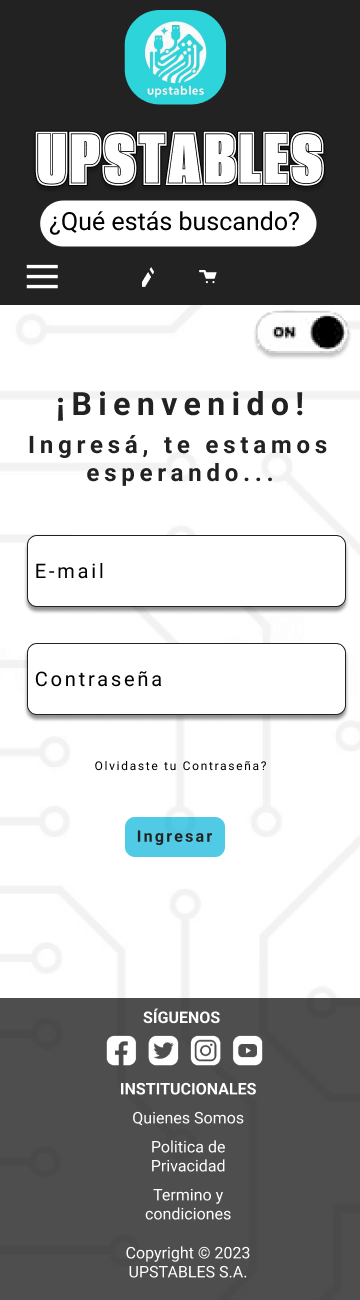 upstables
UPSTABLES
¿Qué estás buscando?
ON
¡Bienvenido!
Ingresá, te estamos
esperando...
E-mail
Contraseña
Olvidaste tu Contraseña?
Ingresar
SÍGUENOS
INSTITUCIONALES
Quienes Somos
Politica de
Privacidad
Termino y
condiciones
Copyright © 2023
UPSTABLES S.A.